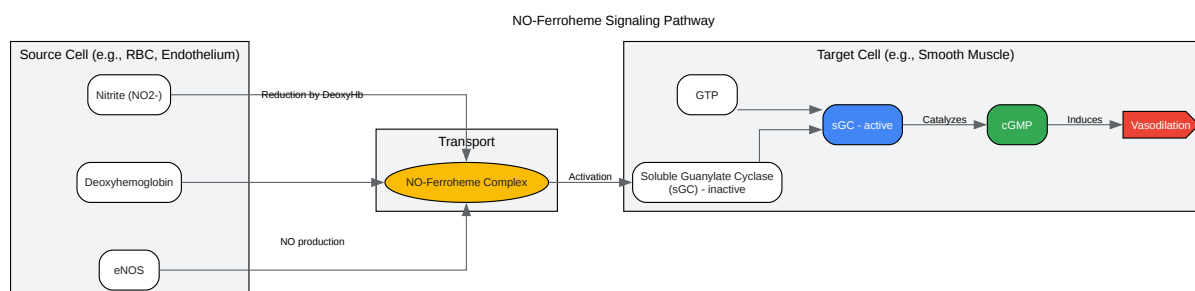 NO-Ferroheme Signaling Pathway
Source Cell (e.g., RBC, Endothelium)
Nitrite (NO2-)
Reduction by DeoxyHb
Deoxyhemoglobin
eNOS
NO production
Transport
NO-Ferroheme Complex
Activation
Target Cell (e.g., Smooth Muscle)
GTP
Soluble Guanylate Cyclase
(sGC) - inactive
sGC - active
Catalyzes
cGMP
Induces
Vasodilation